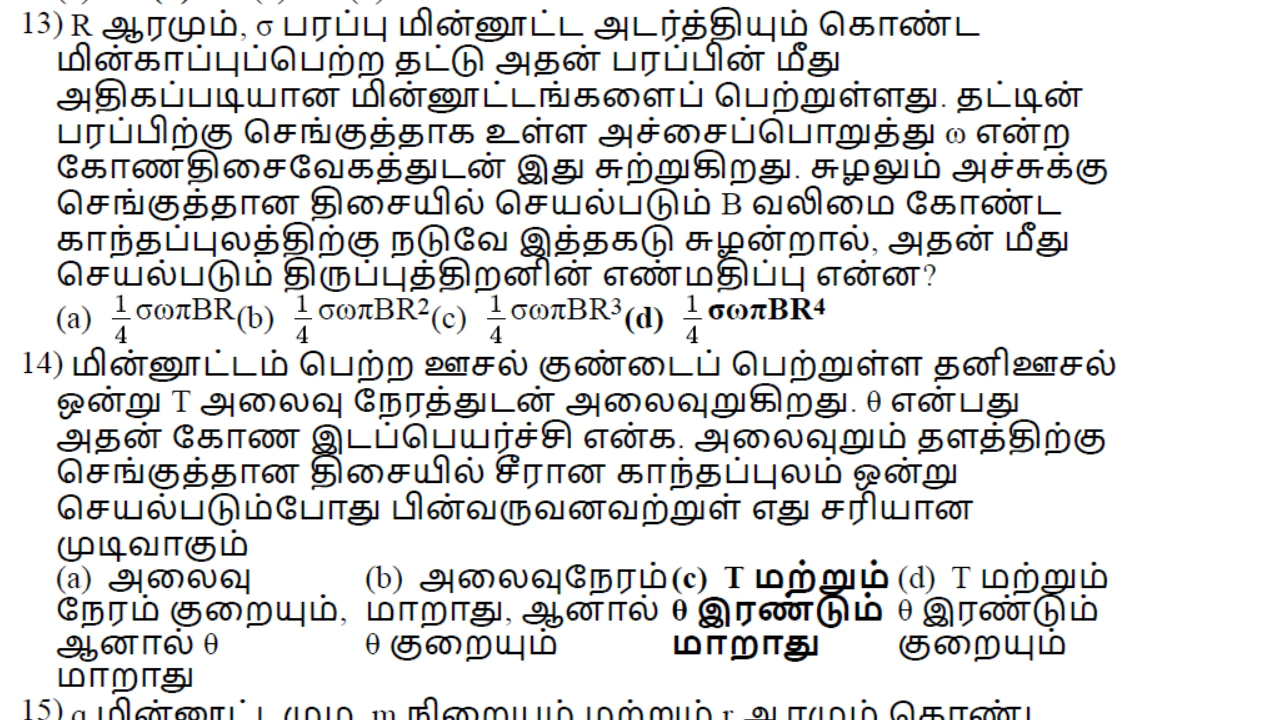 13) R ஆரமும், σ பரப்பு மின்னூட்ட அடர்த்தியும் கொண்ட
மின்காப்புப்பெற்ற தட்டு அதன் பரப்பின் மீது
அதிகப்படியான மின்னூட்டங்களைப் பெற்றுள்ளது. தட்டின்
பரப்பிற்கு செங்குத்தாக உள்ள அச்சைப்பொறுத்து ω என்ற
கோணதிசைவேகத்துடன் இது சுற்றுகிறது. சுழலும் அச்சுக்கு
செங்குத்தான திசையில் செயல்படும் B வலிமை கோண்ட
காந்தப்புலத்திற்கு நடுவே இத்தகடு சுழன்றால், அதன் மீது
செயல்படும் திருப்புத்திறனின் எண்மதிப்பு என்ன?
(a) 1/4 σωπBR (b) 1/4 σωπBR² (c) 1/4 σωπBR³ (d) 1/4 σωπBR⁴
14) மின்னூட்டம் பெற்ற ஊசல் குண்டைப் பெற்றுள்ள தனிஊசல்
ஒன்று T அலைவு நேரத்துடன் அலைவுறுகிறது. θ என்பது
அதன் கோண இடப்பெயர்ச்சி என்க. அலைவுறும் தளத்திற்கு
செங்குத்தான திசையில் சீரான காந்தப்புலம் ஒன்று
செயல்படும்போது பின்வருவனவற்றுள் எது சரியான
முடிவாகும்
(a) அலைவு (b) அலைவுநேரம் (c) T மற்றும் (d) T மற்றும்
நேரம் குறையும், மாறாது, ஆனால் θ இரண்டும் θ இரண்டும்
ஆனால் θ θ குறையும் மாறாது குறையும்
மாறாது
15) q மின்னூட்டமும், m நிறையும் மற்றும் r ஆரமும் கொண்ட